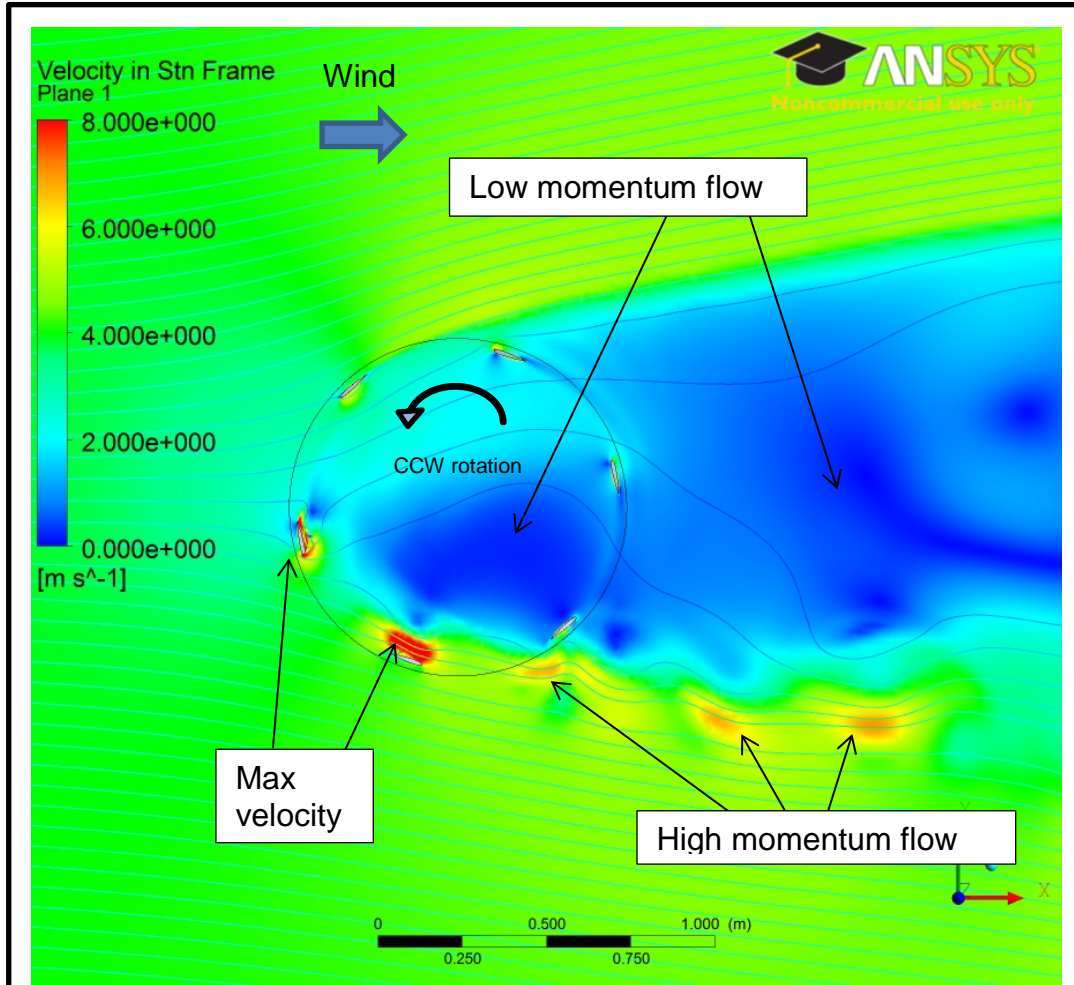 Velocity in Stn Frame
Plane 1
8.000e+000
6.000e+000
4.000e+000
2.000e+000
0.000e+000
[m s^-1]
Wind
ANSYS
Noncommercial use only
Low momentum flow
CCW rotation
Max
velocity
High momentum flow
Y
Z X
0 0.500 1.000 (m)
0.250 0.750